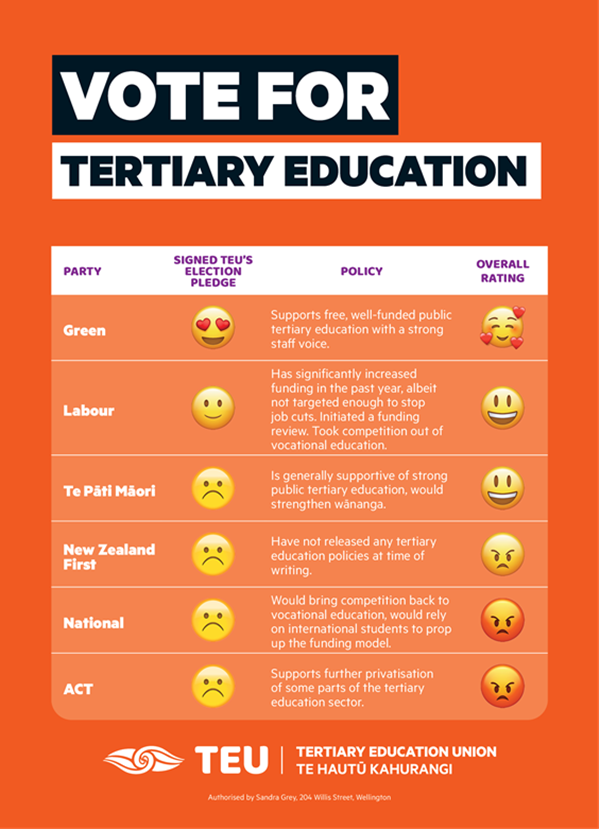 VOTE FOR
TERTIARY EDUCATION
PARTY
SIGNED TEU'S
ELECTION
PLEDGE
POLICY
OVERALL
RATING
Green
Supports free, well-funded public
tertiary education with a strong
staff voice.
Labour
Has significantly increased
funding in the past year, albeit
not targeted enough to stop
job cuts. Initiated a funding
review. Took competition out of
vocational education.
Te Pāti Māori
Is generally supportive of strong
public tertiary education, would
strengthen wānanga.
New Zealand
First
Have not released any tertiary
education policies at time of
writing.
National
Would bring competition back to
vocational education, would rely
on international students to prop
up the funding model.
ACT
Supports further privatisation
of some parts of the tertiary
education sector.
TEU
TERTIARY EDUCATION UNION
TE HAUTŪ KAHURANGI
Authorised by Sandra Grey, 204 Willis Street, Wellington